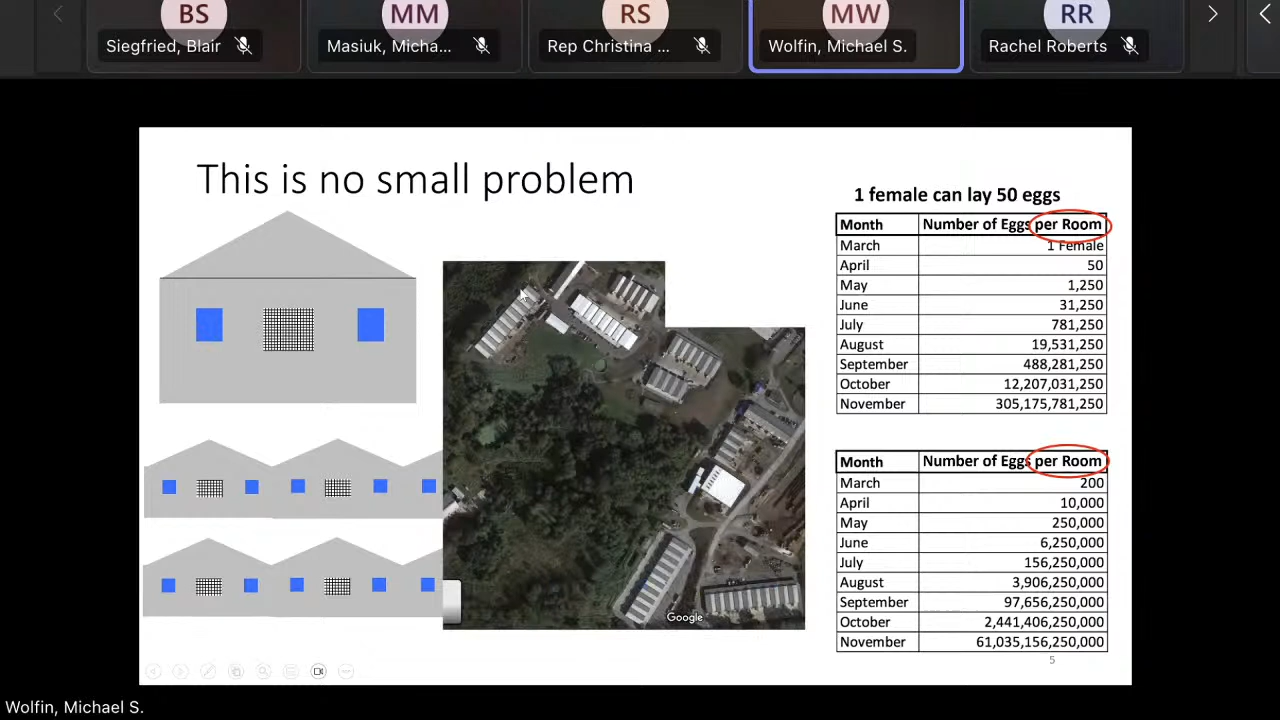 BS
MM
RS
MW
RR
Siegfried, Blair
Masiuk, Micha...
Rep Christina ...
Wolfin, Michael S.
Rachel Roberts
This is no small problem
1 female can lay 50 eggs
Month Number of Eggs per Room
March 1 Female
April 50
May 1,250
June 31,250
July 781,250
August 19,531,250
September 488,281,250
October 12,207,031,250
November 305,175,781,250
Month Number of Eggs per Room
March 200
April 10,000
May 250,000
June 6,250,000
July 156,250,000
August 3,906,250,000
September 97,656,250,000
October 2,441,406,250,000
November 61,035,156,250,000
Google
5
Wolfin, Michael S.